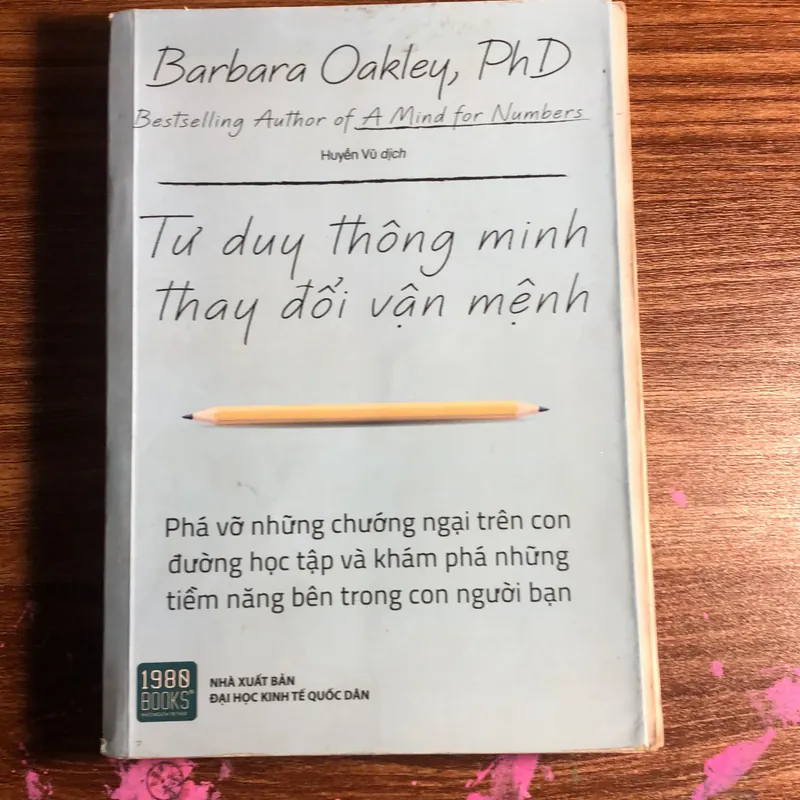 Barbara Oakley, PhD
Bestselling Author of A Mind for Numbers
Huyền Vũ dịch
Tư duy thông minh
thay đổi vận mệnh
Phá vỡ những chướng ngại trên con
đường học tập và khám phá những
tiềm năng bên trong con người bạn
1980
BOOKS
NHÀ XUẤT BẢN
ĐẠI HỌC KINH TẾ QUỐC DÂN